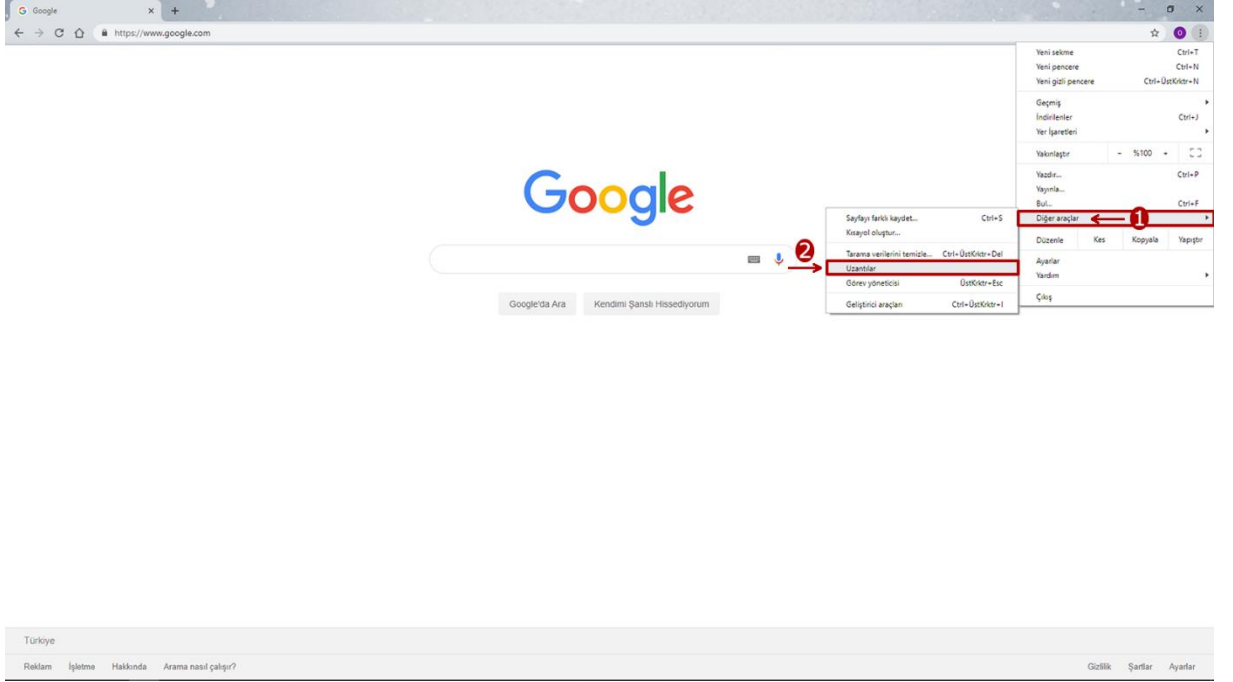 Google
https://www.google.com
Yeni sekme Ctrl+T
Yeni pencere Ctrl+N
Yeni gizli pencere Ctrl+ÜstKrktr+N
Geçmiş
İndirilenler Ctrl+J
Yer İşaretleri
Yakınlaştır - %100 +
Yazdır... Ctrl+P
Yayınla...
Bul... Ctrl+F
Diğer araçlar 1
Düzenle Kes Kopyala Yapıştır
Ayarlar
Yardım
Çıkış
Sayfayı farklı kaydet... Ctrl+S
Kısayol oluştur...
Tarama verilerini temizle... Ctrl+ÜstKrktr+Del
2 Uzantılar
Görev yöneticisi ÜstKrktr+Esc
Geliştirici araçları Ctrl+ÜstKrktr+I
Google
Google'da Ara Kendimi Şanslı Hissediyorum
Türkiye
Reklam İşletme Hakkında Arama nasıl çalışır? Gizlilik Şartlar Ayarlar